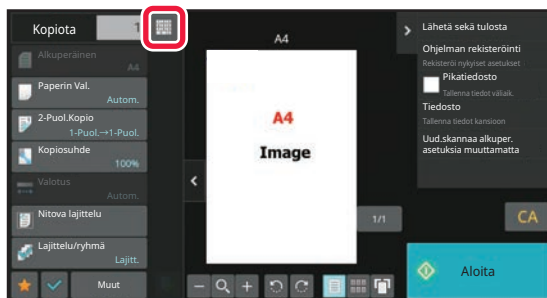 Kopiota
1
Alkuperäinen
A4
Paperin Val.
Autom.
2-Puol.Kopio
1-Puol.→1-Puol.
Kopiosuhde
100%
Valotus
Autom.
Nitova lajittelu
Lajittelu/ryhmä
Lajitt.
Muut
A4
A4
Image
1/1
Lähetä sekä tulosta
Ohjelman rekisteröinti
Rekisteröi nykyiset asetukset
Pikatiedosto
Tallenna tiedot väliaik.
Tiedosto
Tallenna tiedot kansioon
Uud.skannaa alkuper.
asetuksia muuttamatta
CA
Aloita